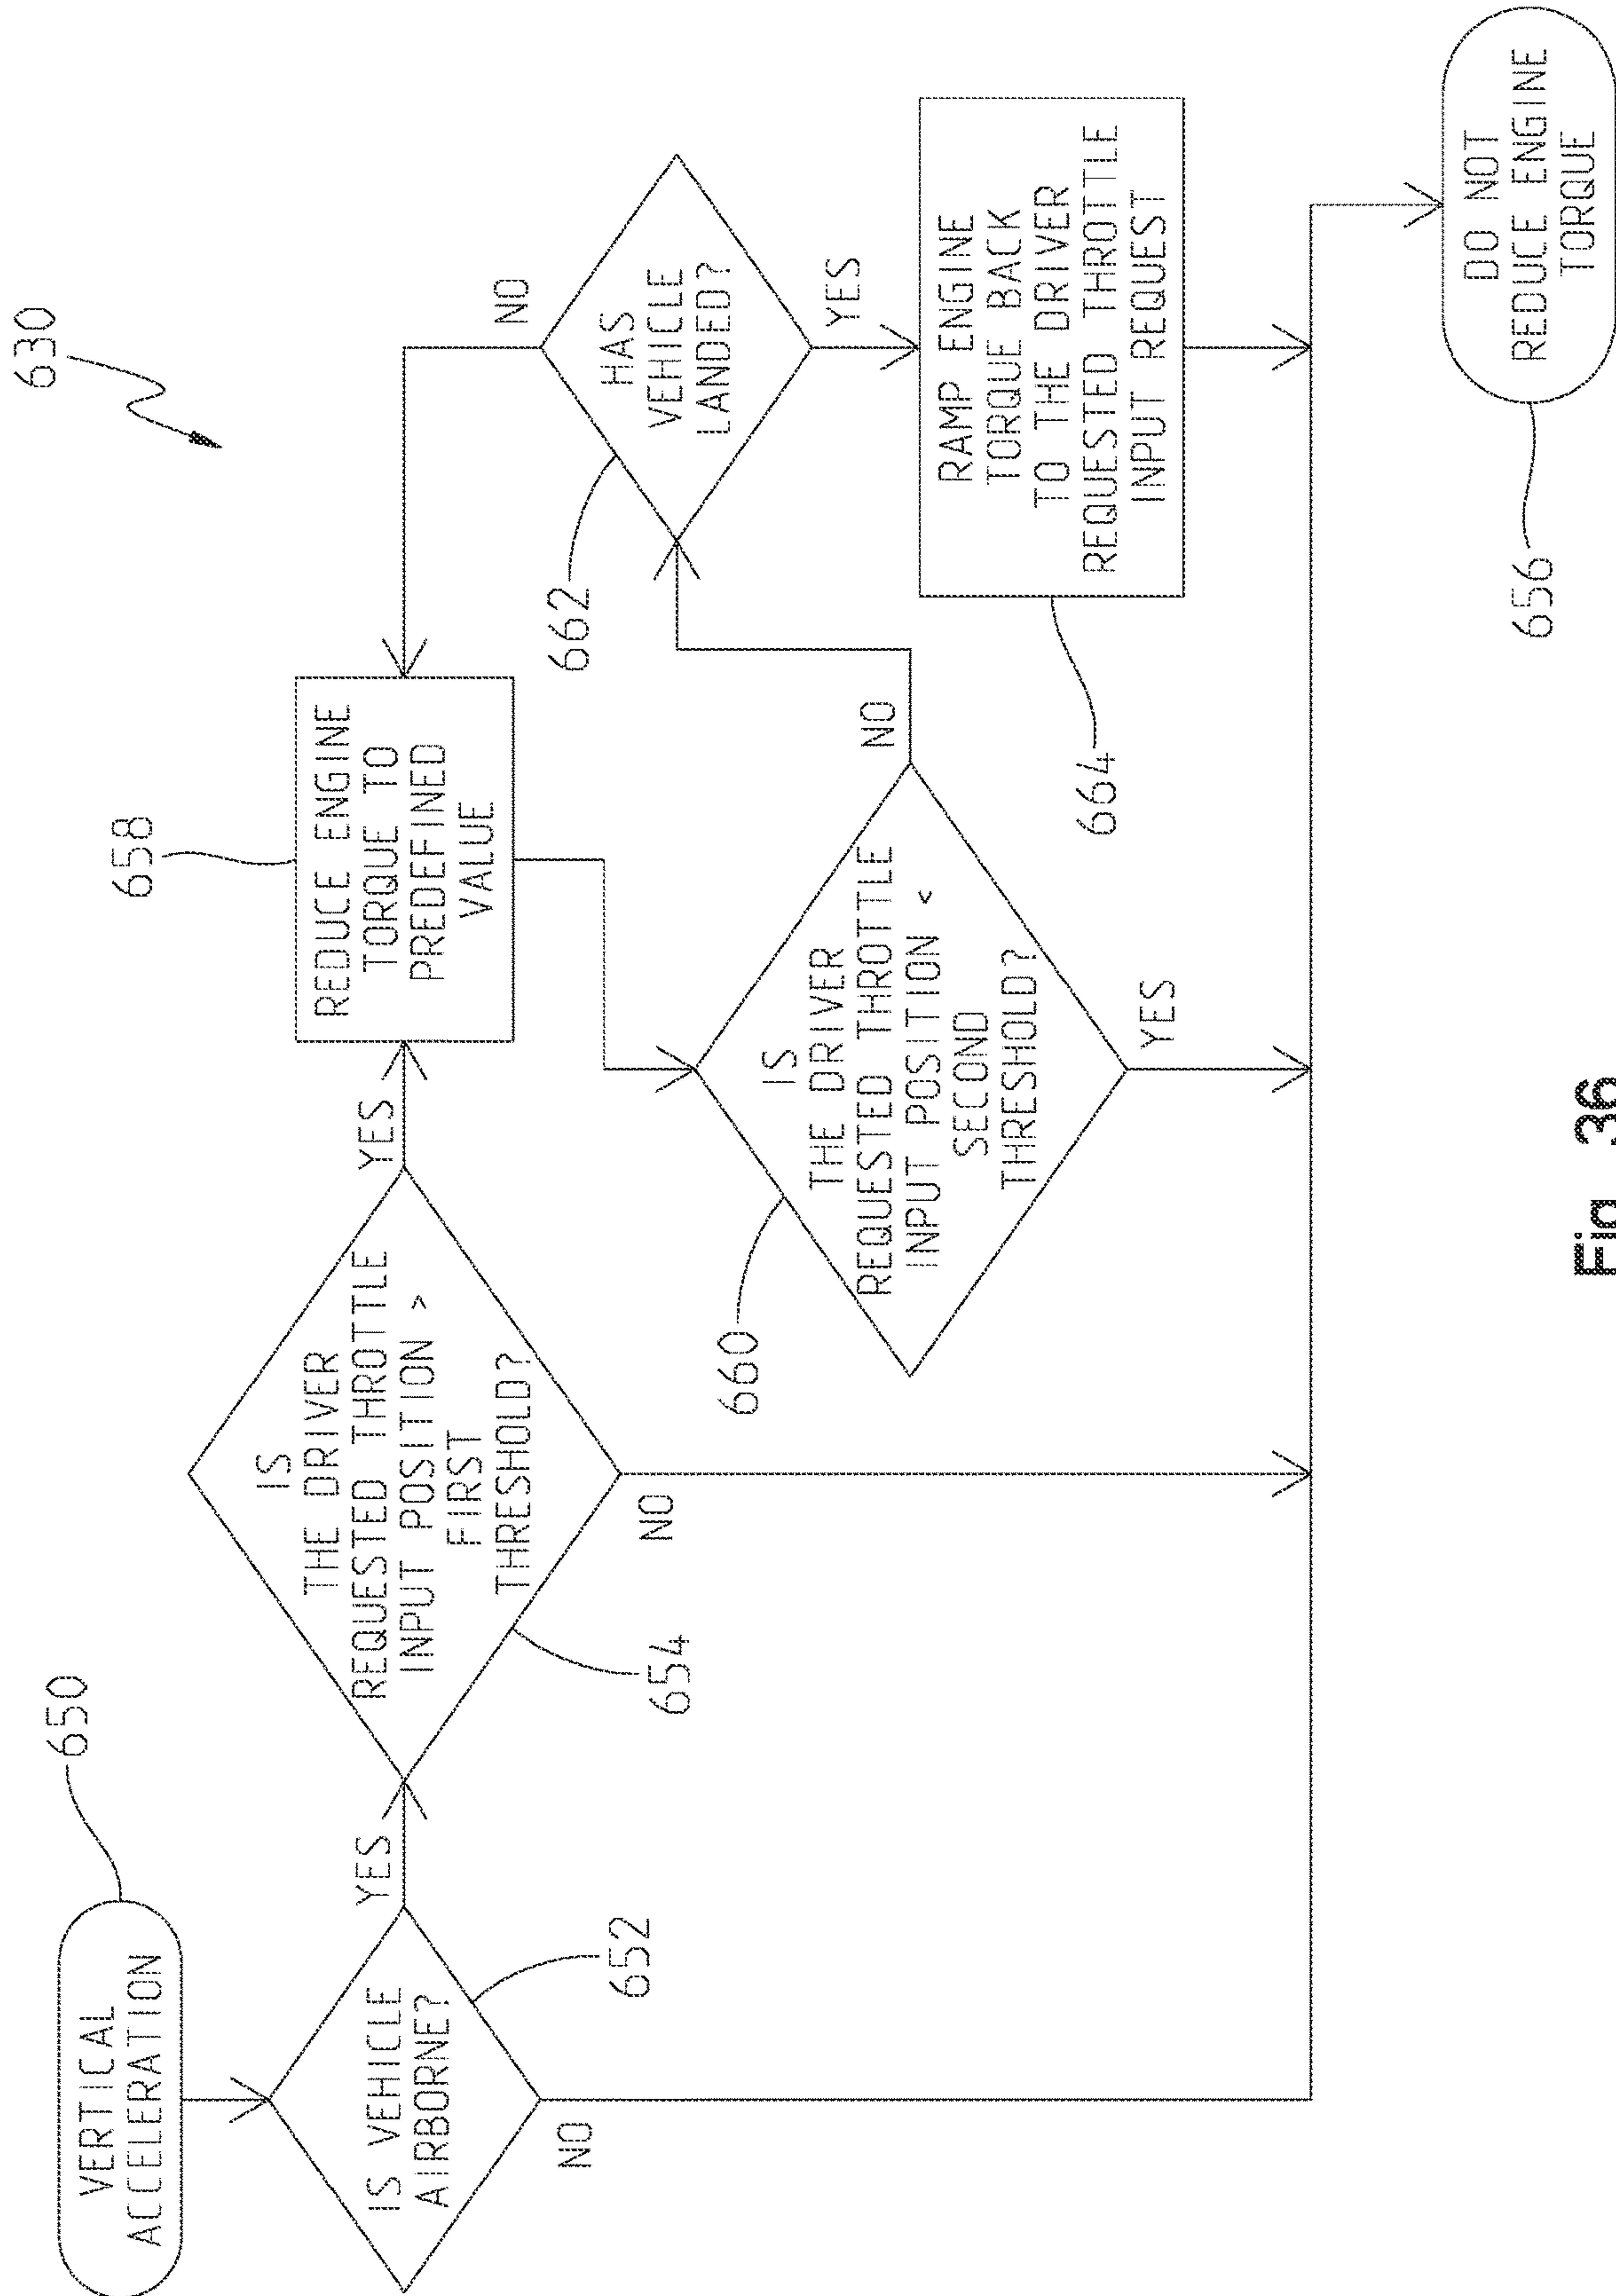 630
650
VERTICAL
ACCELERATION
IS VEHICLE
AIRBORNE?
652
YES
NO
IS
THE DRIVER
REQUESTED THROTTLE
INPUT POSITION >
FIRST
THRESHOLD?
654
YES
NO
658
REDUCE ENGINE
TORQUE TO
PREDEFINED
VALUE
IS
THE DRIVER
REQUESTED THROTTLE
INPUT POSITION <
SECOND
THRESHOLD?
660
NO
YES
HAS
VEHICLE
LANDED?
662
NO
YES
RAMP ENGINE
TORQUE BACK
TO THE DRIVER
REQUESTED THROTTLE
INPUT REQUEST
664
DO NOT
REDUCE ENGINE
TORQUE
656
Fig. 36